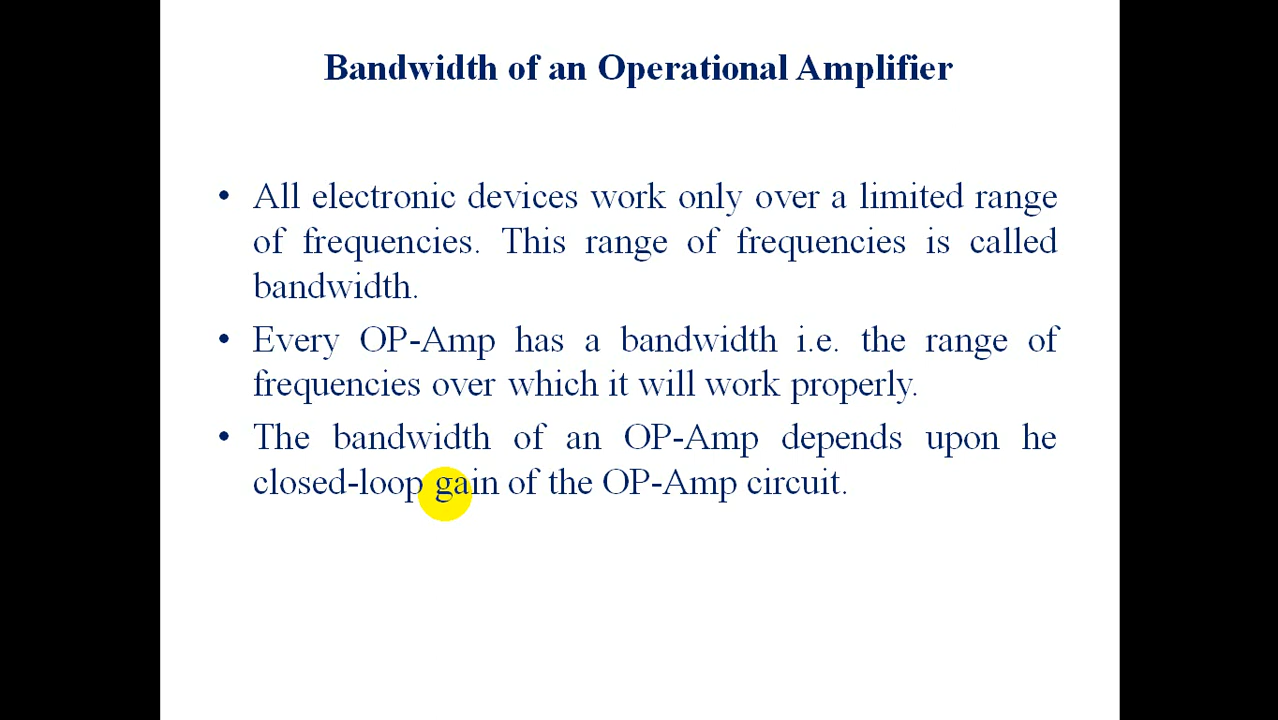 Bandwidth of an Operational Amplifier
• All electronic devices work only over a limited range
of frequencies. This range of frequencies is called
bandwidth.
• Every OP-Amp has a bandwidth i.e. the range of
frequencies over which it will work properly.
• The bandwidth of an OP-Amp depends upon he
closed-loop gain of the OP-Amp circuit.